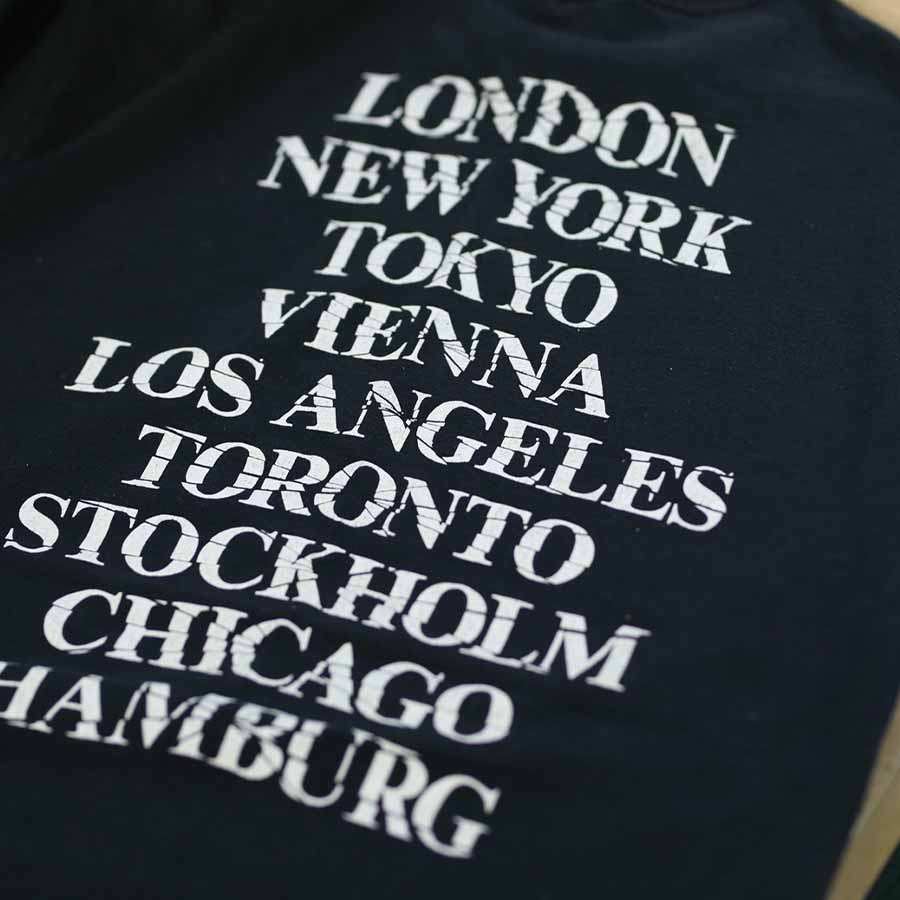 LONDON
NEW YORK
TOKYO
VIENNA
LOS ANGELES
TORONTO
STOCKHOLM
CHICAGO
HAMBURG